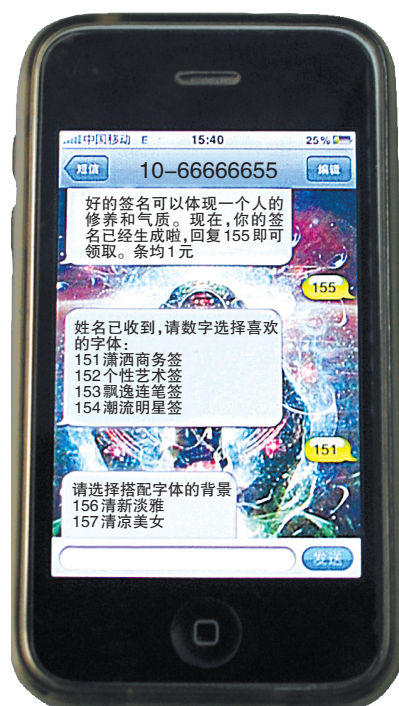 中国移动 E 15:40 25%
短信 10-66666655 编辑
好的签名可以体现一个人的
修养和气质。现在,你的签
名已经生成啦,回复155即可
领取。条均1元
155
姓名已收到,请数字选择喜欢
的字体:
151潇洒商务签
152个性艺术签
153飘逸连笔签
154潮流明星签
151
请选择搭配字体的背景
156清新淡雅
157清凉美女
发送